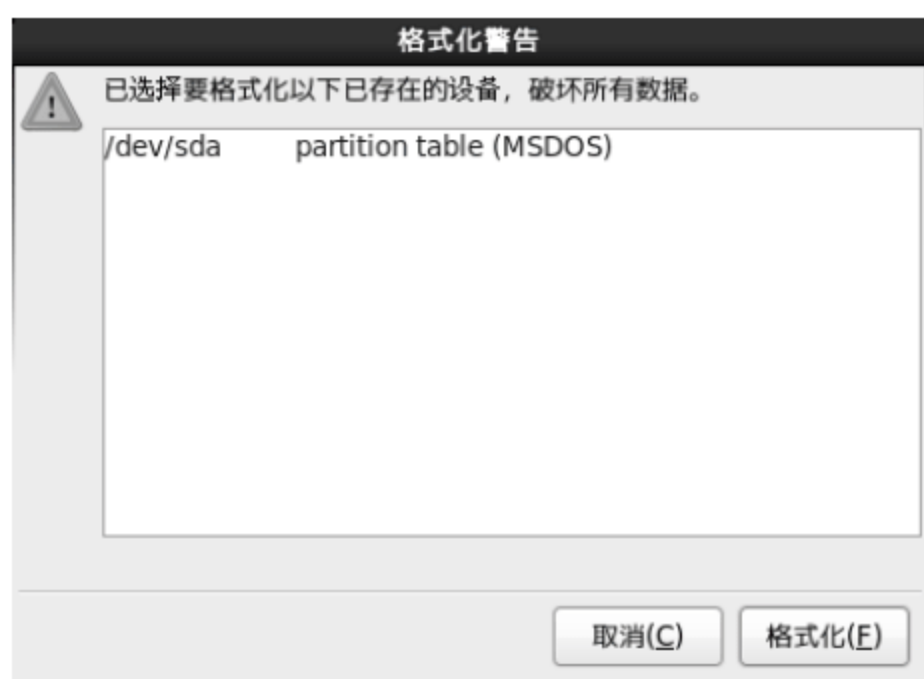 格式化警告
已选择要格式化以下已存在的设备，破坏所有数据。
/dev/sda partition table (MSDOS)
取消(C) 格式化(F)